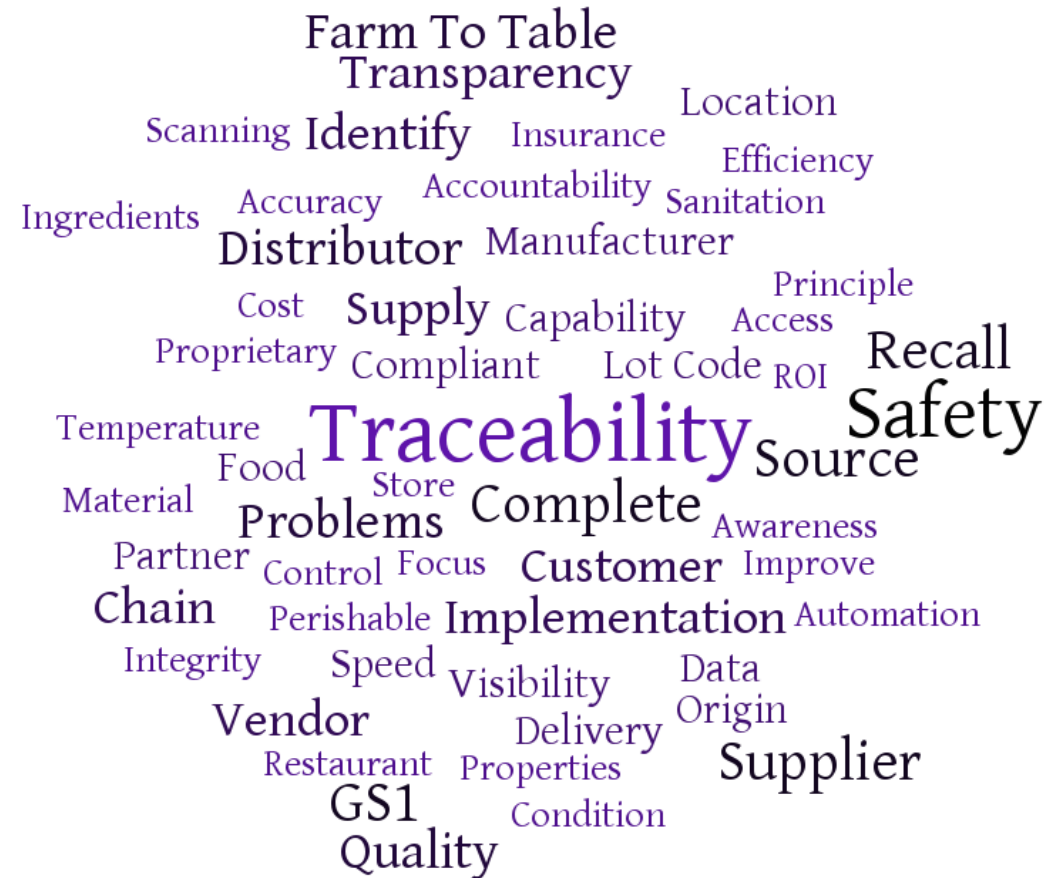 Farm To Table
Transparency
Location
Scanning Identify Insurance
Efficiency
Accountability
Ingredients Accuracy Sanitation
Distributor Manufacturer
Principle
Cost Supply Capability Access
Proprietary Compliant Lot Code ROI Recall
Safety
Temperature Traceability Source
Food
Material Store Complete
Problems Awareness
Partner Control Focus Customer Improve
Chain Perishable Implementation Automation
Integrity Speed Visibility Data
Origin
Vendor Delivery
Restaurant Properties Supplier
GS1 Condition
Quality